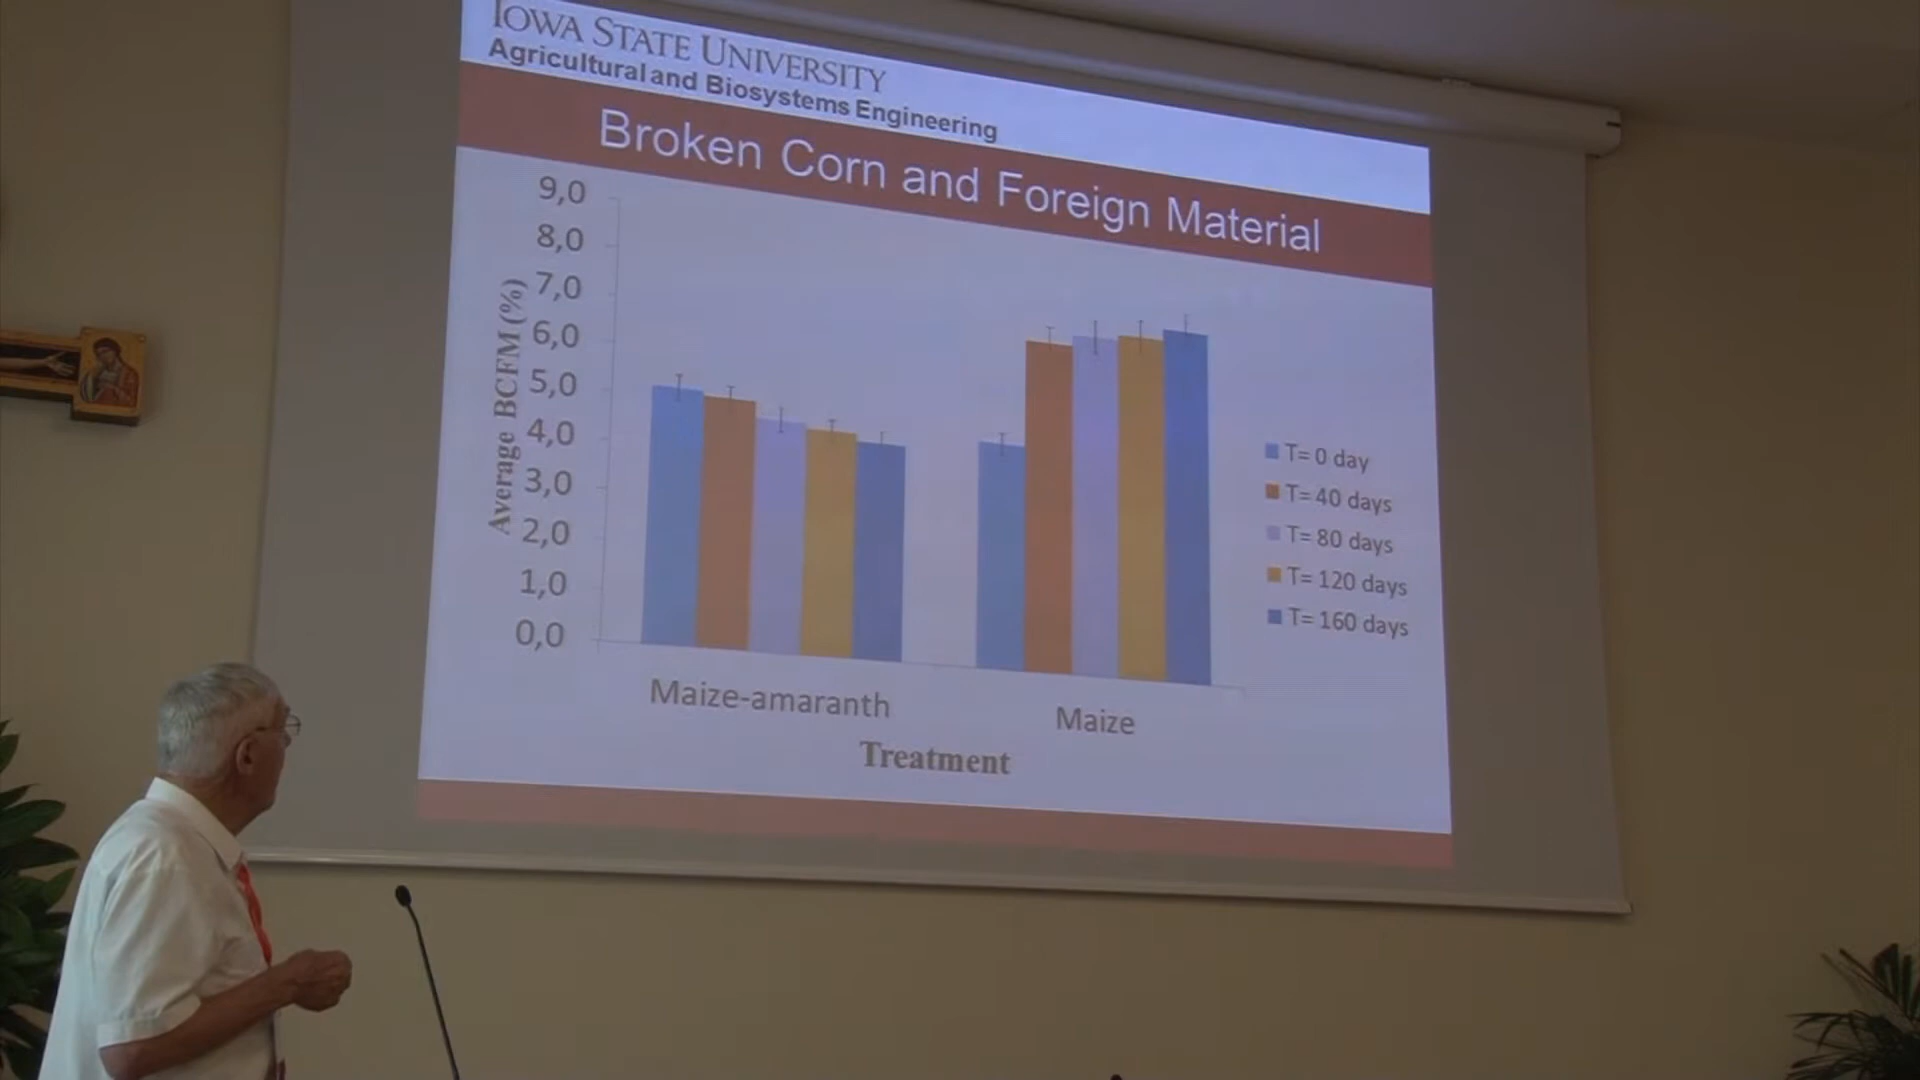 IOWA STATE UNIVERSITY
Agricultural and Biosystems Engineering
Broken Corn and Foreign Material
9,0
8,0
7,0
6,0
5,0
4,0
3,0
2,0
1,0
0,0
Average BCFM (%)
Maize-amaranth
Maize
Treatment
T= 0 day
T= 40 days
T= 80 days
T= 120 days
T= 160 days